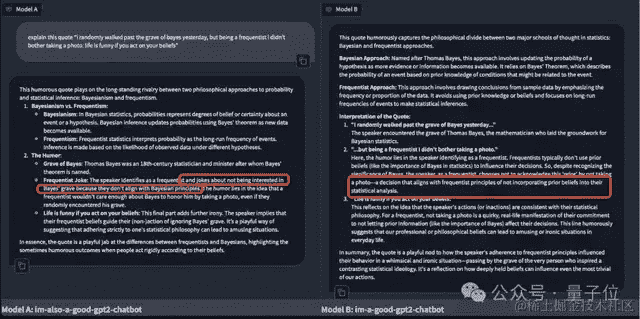 Model A
explain this quote "I randomly walked past the grave of bayes yesterday, but being a frequentist I didn't
bother taking a photo. life is funny if you act on your beliefs"
This humorous quote plays on the long-standing rivalry between two philosophical approaches to probability
and statistical inference: Bayesianism and frequentism.
1. Bayesianism vs. Frequentism:
Bayesianism: In Bayesian statistics, probabilities represent degrees of belief or certainty about an
event or a hypothesis. Bayesian inference updates probabilities using Bayes' theorem as new data
becomes available.
Frequentism: Frequentist statistics interprets probability as the long-run frequency of events.
Inference is made based on the likelihood of observed data under different hypotheses.
2. The Humor:
Grave of Bayes: Thomas Bayes was an 18th-century statistician and minister after whom Bayes'
theorem is named.
Frequentist Joke: The speaker identifies as a frequentist and jokes about not being interested in
Bayes' grave because they don't align with Bayesian principles. The humor lies in the idea that a
frequentist wouldn't care enough about Bayes to honor him by taking a photo, even if they
randomly encountered his grave.
Life is funny if you act on your beliefs: This final part adds further irony. The speaker implies that
their frequentist beliefs guide their (non-)action of ignoring Bayes' grave. It's a playful way of
suggesting that adhering strictly to one's statistical philosophy can lead to amusing situations.
In essence, the quote is a playful jab at the differences between frequentists and Bayesians, highlighting the
sometimes humorous outcomes when people act rigidly according to their beliefs.
Model A: im-also-a-good-gpt2-chatbot
Model B
This quote humorously captures the philosophical divide between two major schools of thought in statistics:
Bayesian and frequentist approaches.
Bayesian Approach: Named after Thomas Bayes, this approach involves updating the probability of a
hypothesis as more evidence or information becomes available. It relies on Bayes' Theorem, which describes
the probability of an event based on prior knowledge of conditions that might be related to the event.
Frequentist Approach: This approach involves drawing conclusions from sample data by emphasizing the
frequency or proportion of the data. It avoids using prior knowledge or beliefs and focuses on long-run
frequencies of events to make statistical inferences.
Interpretation of the Quote:
1. "I randomly walked past the grave of Bayes yesterday,"
The speaker encountered the grave of Thomas Bayes, the mathematician who laid the groundwork for
Bayesian statistics.
2. "...but being a frequentist I didn't bother taking a photo."
Here, the humor lies in the speaker identifying as a frequentist. Frequentists typically don't use prior
beliefs (like the importance of Bayes in statistics) to influence their decisions. So, despite recognizing the
a photo—a decision that aligns with frequentist principles of not incorporating prior beliefs into their
statistical analysis.
3. "Life is funny if you act on your beliefs."
This reflects on the idea that the speaker's actions (or inactions) are consistent with their statistical
philosophy. For a frequentist, not taking a photo is a quirky, real-life manifestation of their commitment
to not letting prior information (like the importance of Bayes) affect their decisions. This line humorously
suggests that our professional or philosophical beliefs can lead to amusing or ironic situations in
everyday life.
In summary, the quote is a playful nod to how the speaker's adherence to frequentist principles influenced
their behavior in a whimsical and ironic situation—passing by the grave of the very person who inspired a
contrasting statistical ideology. It's a reflection on how deeply held beliefs can influence even the most trivial
of our actions.
Model B: im-a-good-gpt2-chatbot
公众号 · 量子位
@稀土掘金技术社区